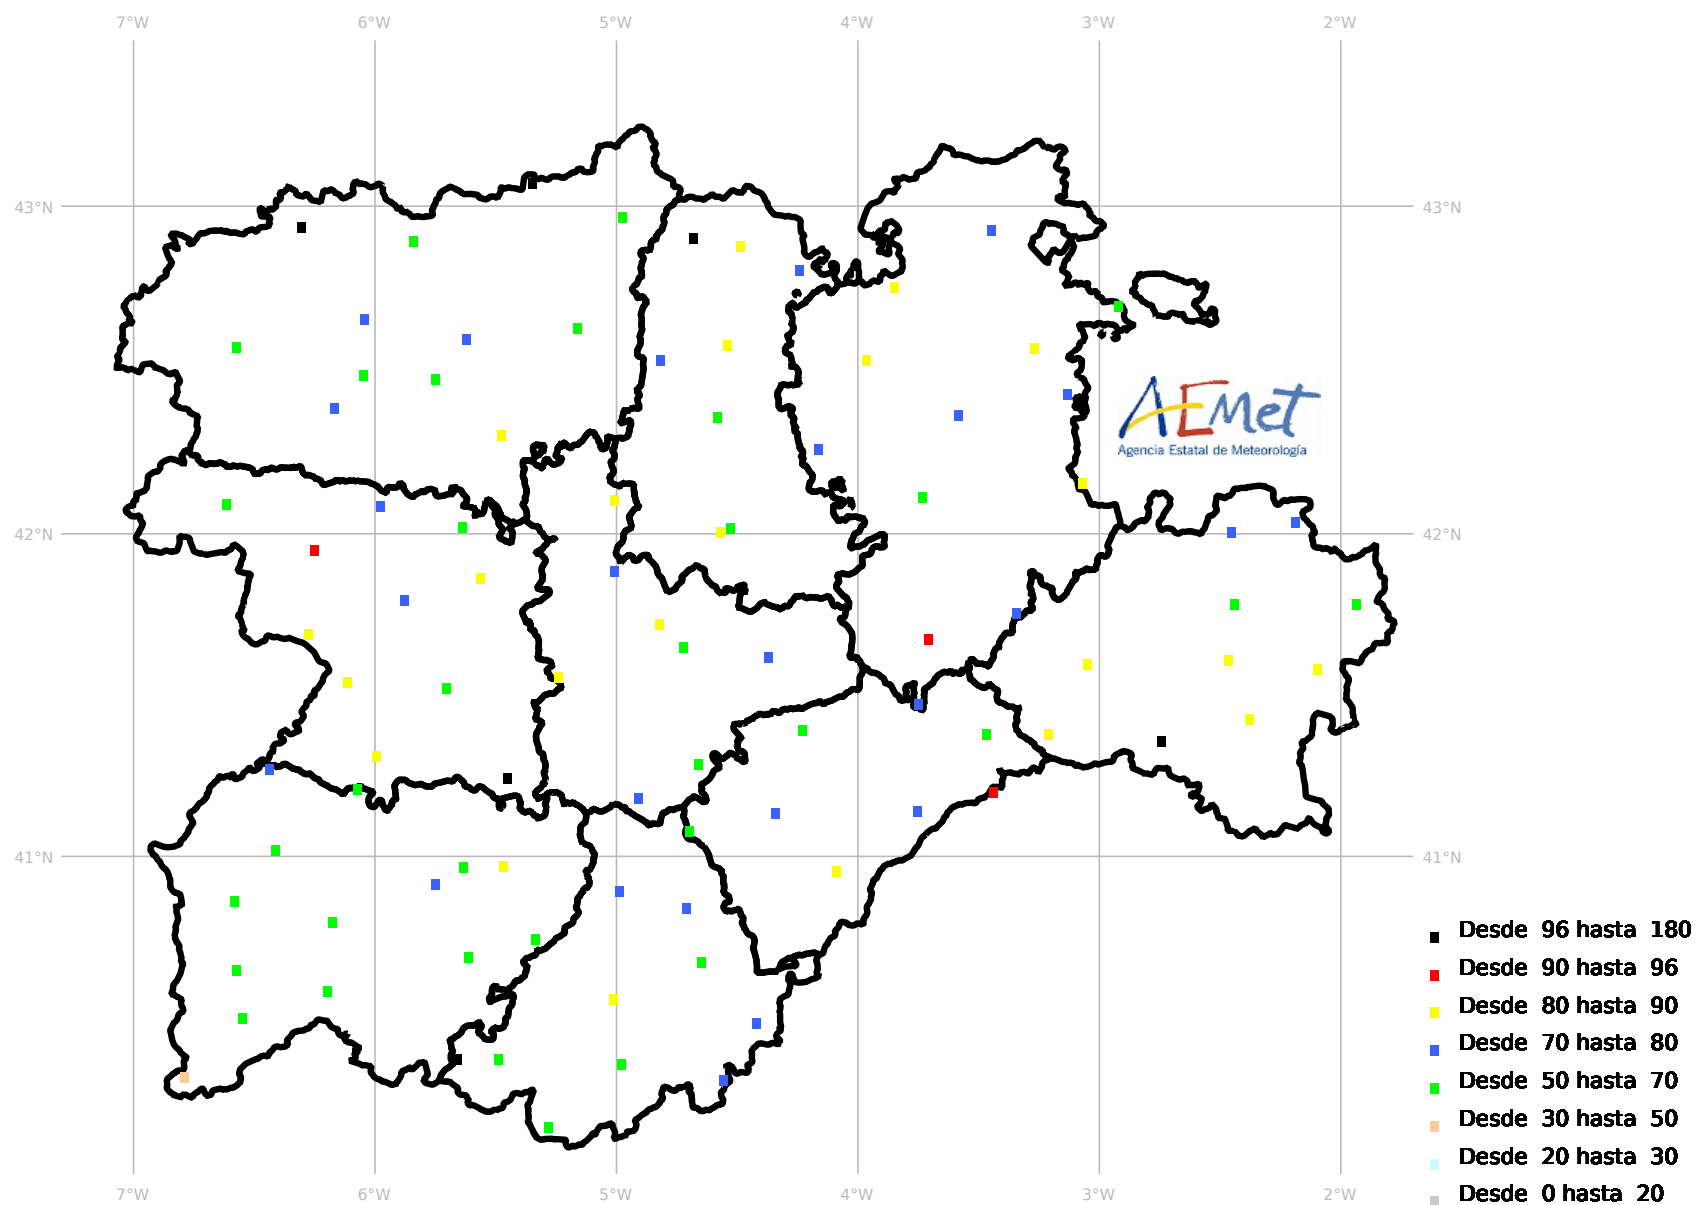 7°W 6°W 5°W 4°W 3°W 2°W
43°N 43°N
AEMet
Agencia Estatal de Meteorología
42°N 42°N
41°N 41°N
Desde 96 hasta 180
Desde 90 hasta 96
Desde 80 hasta 90
Desde 70 hasta 80
Desde 50 hasta 70
Desde 30 hasta 50
Desde 20 hasta 30
Desde 0 hasta 20
7°W 6°W 5°W 4°W 3°W 2°W